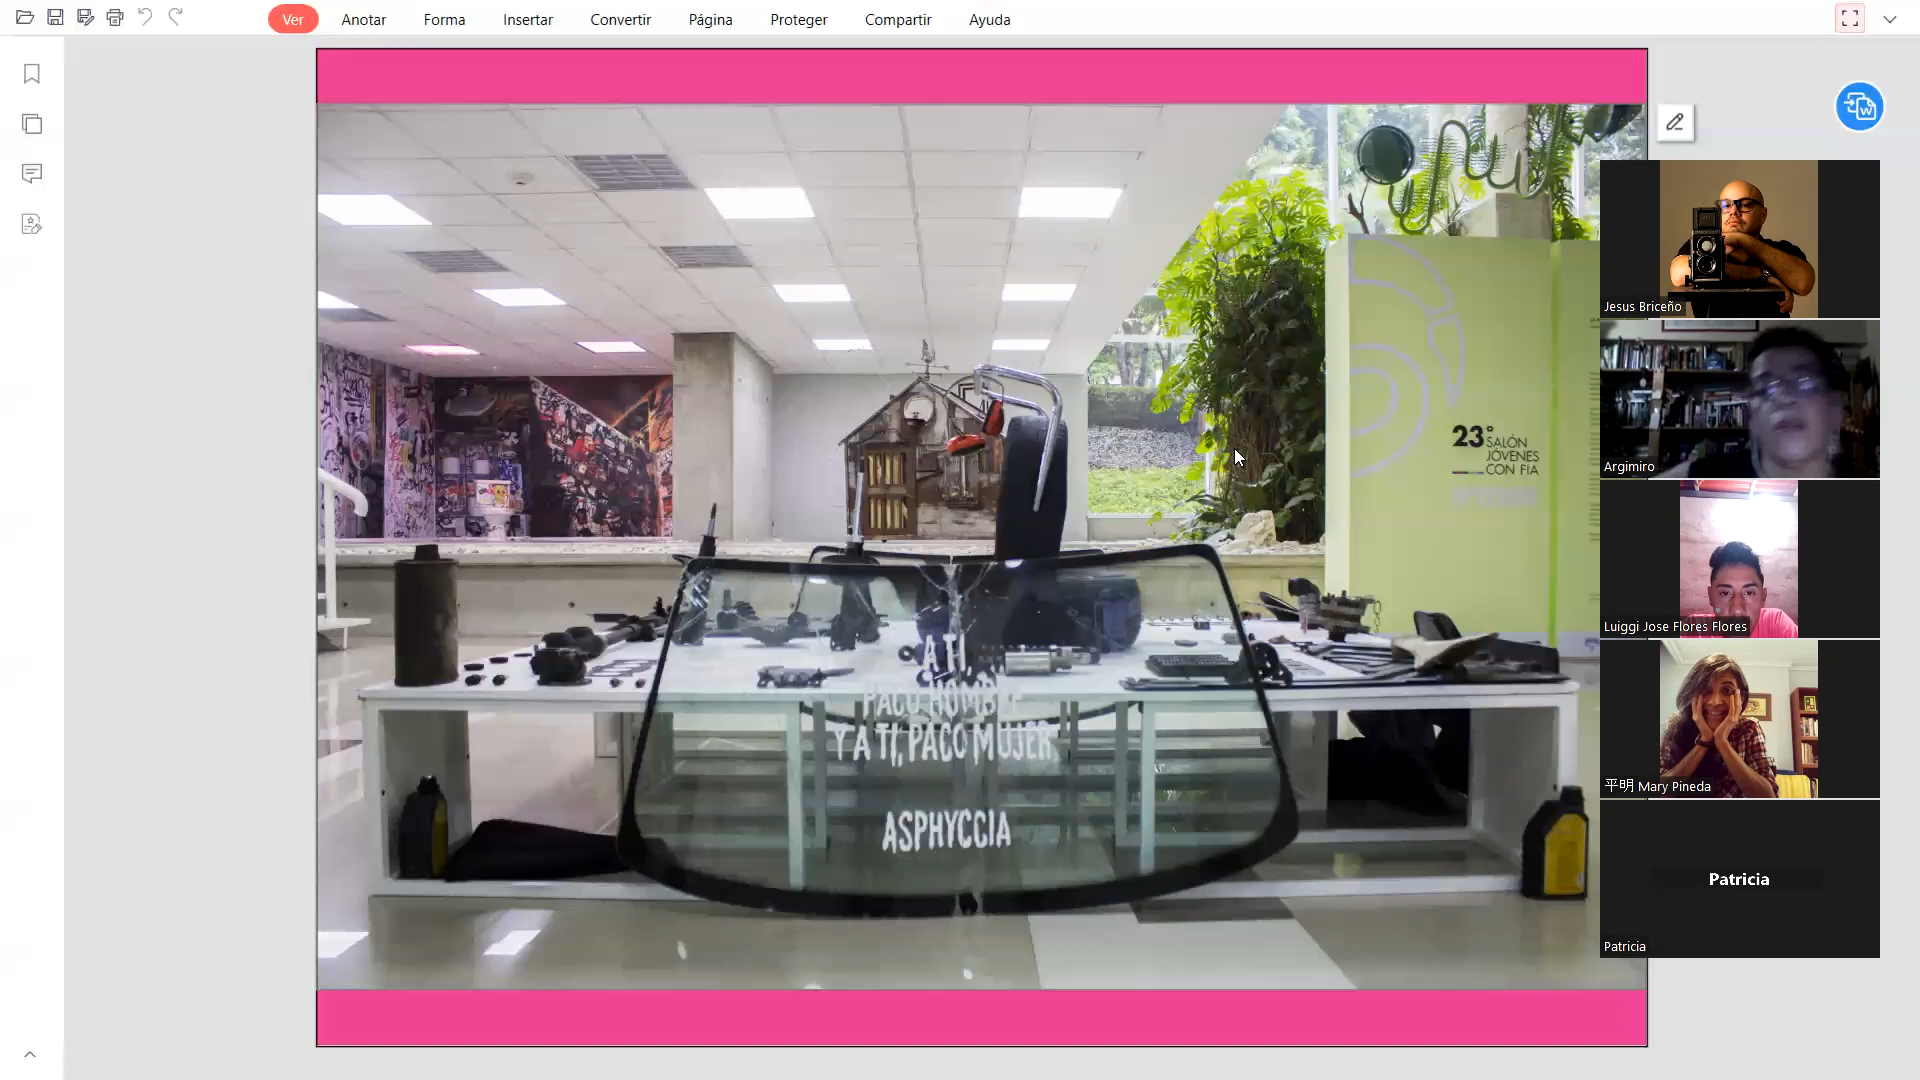 Ver Anotar Forma Insertar Convertir Página Proteger Compartir Ayuda
23°
SALÓN
JÓVENES
CON FIA
A TI,
PACO HOMBRE
Y A TI, PACO MUJER
ASPHYCCIA
Jesus Briceño
Argimiro
Luiggi Jose Flores Flores
平明 Mary Pineda
Patricia
Patricia